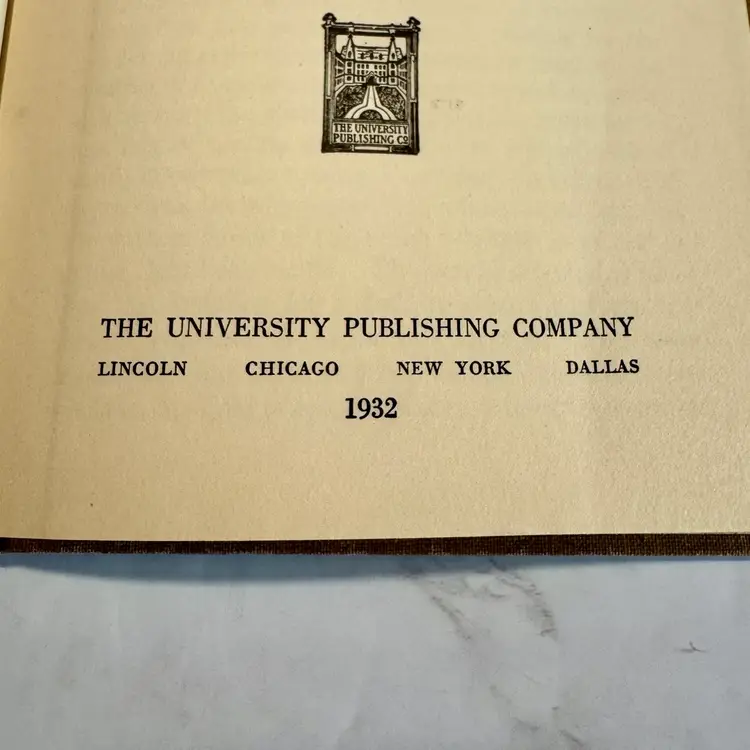 THE UNIVERSITY
PUBLISHING CO
THE UNIVERSITY PUBLISHING COMPANY
LINCOLN CHICAGO NEW YORK DALLAS
1932